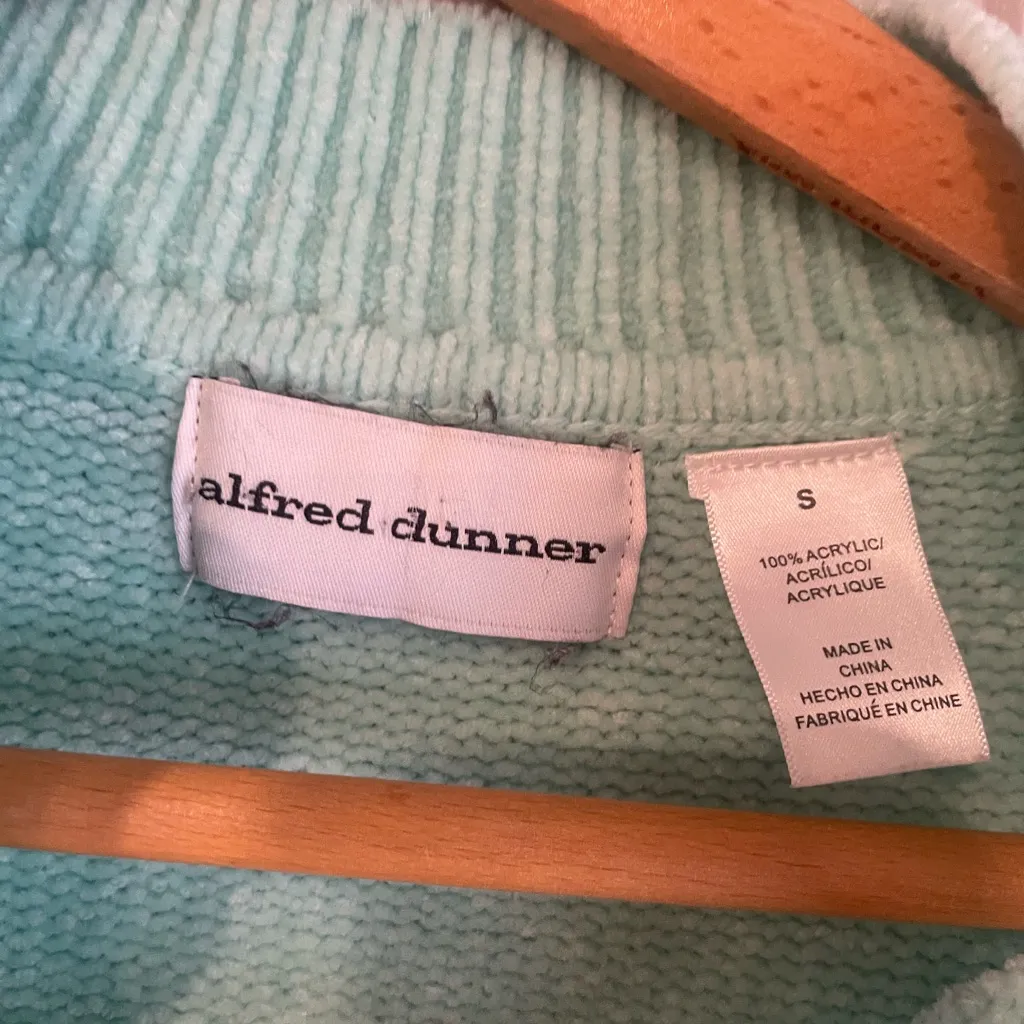 alfred dunner
S
100% ACRYLIC/
ACRÍLICO/
ACRYLIQUE
MADE IN
CHINA
HECHO EN CHINA
FABRIQUÉ EN CHINE